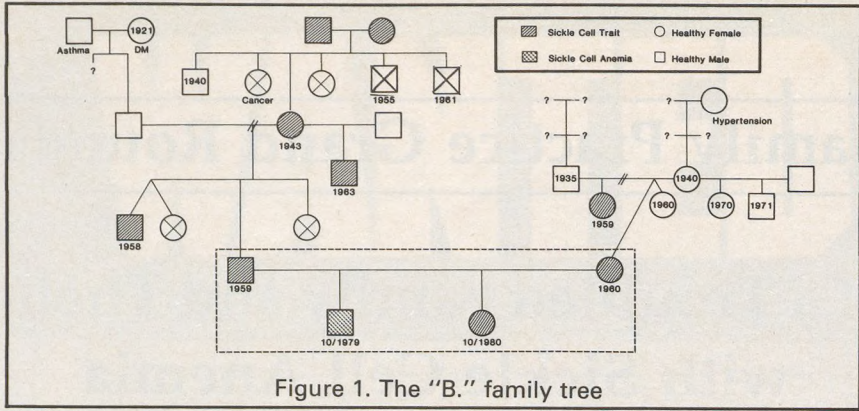 1921
Asthma
DM
?
Sickle Cell Trait
Healthy Female
Sickle Cell Anemia
Healthy Male
1940
Cancer
1955
1961
? ?
?
Hypertension
? ?
? ?
1943
1963
1935
1940
1959
1960
1970
1971
1958
1959
1960
10/1979
10/1980
Figure 1. The "B." family tree